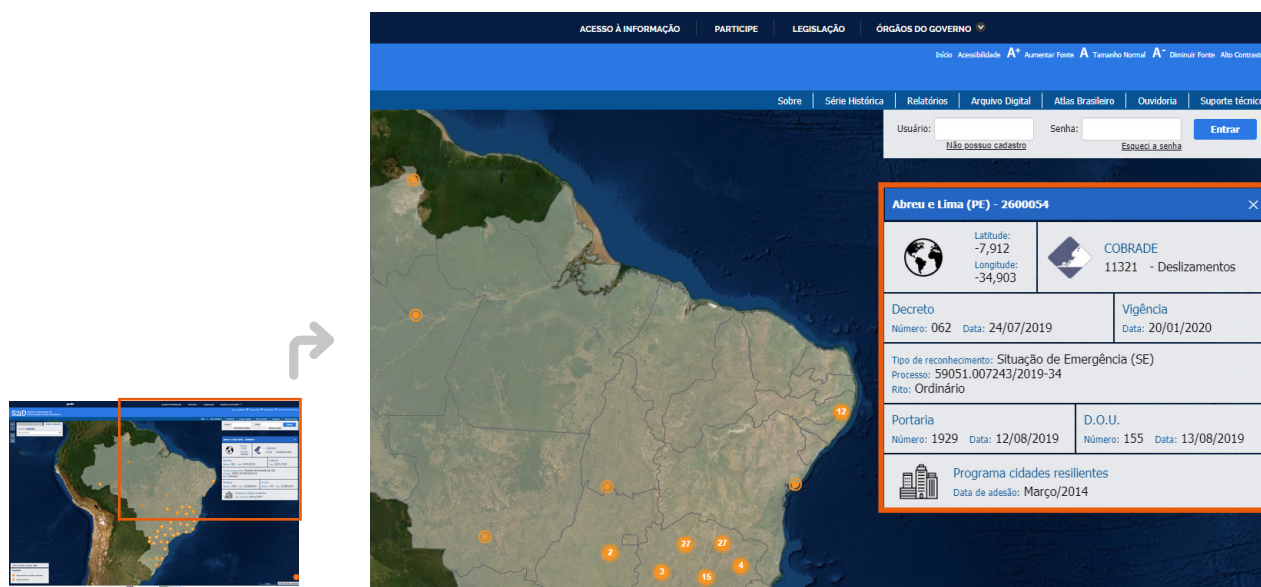 ACESSO À INFORMAÇÃO PARTICIPE LEGISLAÇÃO ÓRGÃOS DO GOVERNO
Início Acessibilidade A+ Aumentar Fonte A Tamanho Normal A- Diminuir Fonte Alto Contraste
Sobre Série Histórica Relatórios Arquivo Digital Atlas Brasileiro Ouvidoria Suporte técnico
Usuário: Senha: Entrar
Não possuo cadastro Esqueci a senha
Abreu e Lima (PE) - 2600054
Latitude:
-7,912
Longitude:
-34,903
COBRADE
11321 - Deslizamentos
Decreto
Número: 062 Data: 24/07/2019
Vigência
Data: 20/01/2020
Tipo de reconhecimento: Situação de Emergência (SE)
Processo: 59051.007243/2019-34
Rito: Ordinário
Portaria
Número: 1929 Data: 12/08/2019
D.O.U.
Número: 155 Data: 13/08/2019
Programa cidades resilientes
Data de adesão: Março/2014
12
2
27
27
3
15
4
S2iD